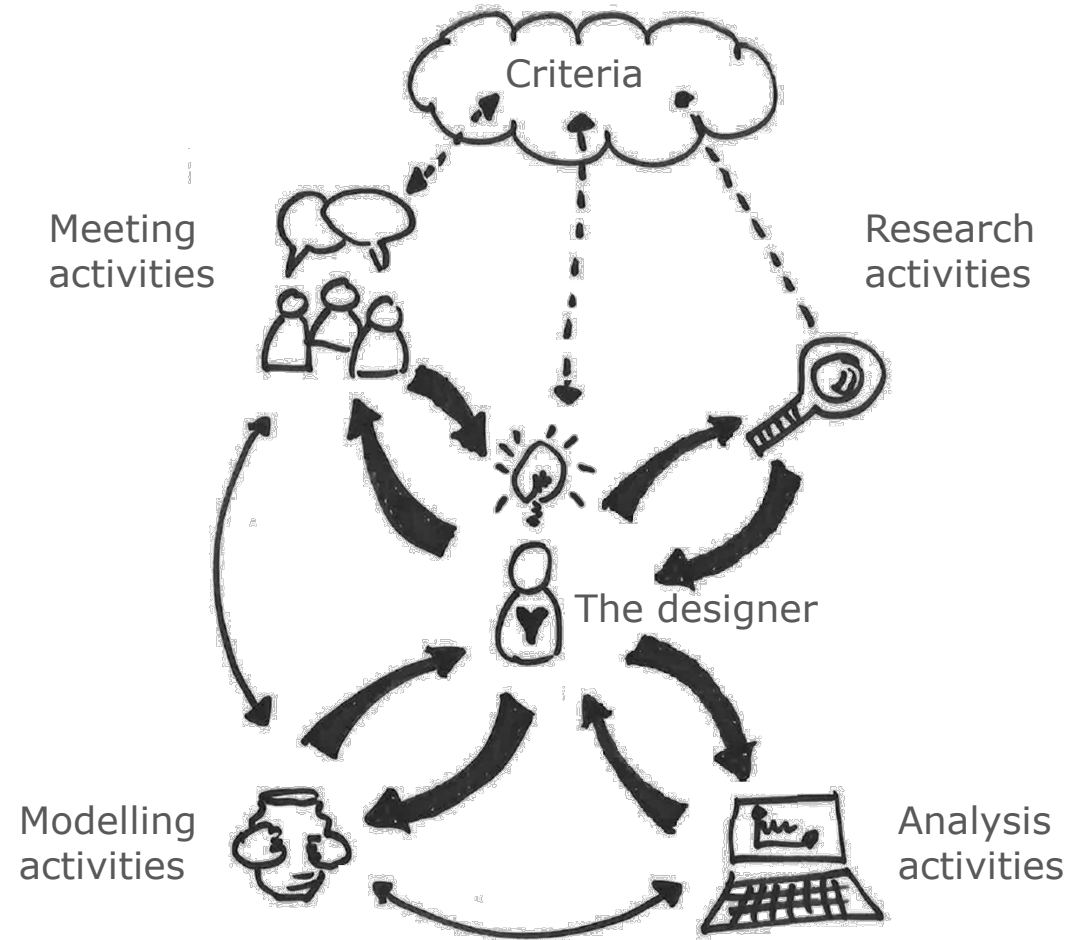 Criteria
Meeting
activities
Research
activities
The designer
Modelling
activities
Analysis
activities